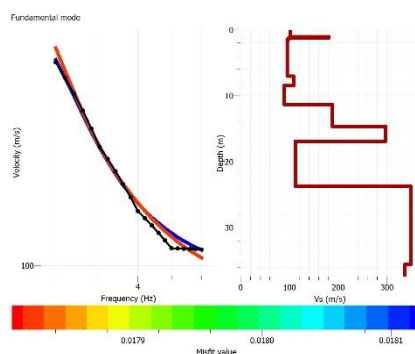 Fundamental mode
Velocity (m/s)
100
4
Frequency (Hz)
Depth (m)
0
10
20
30
0
100
200
300
Vs (m/s)
0.0179
0.0180
0.0181
Misfit value